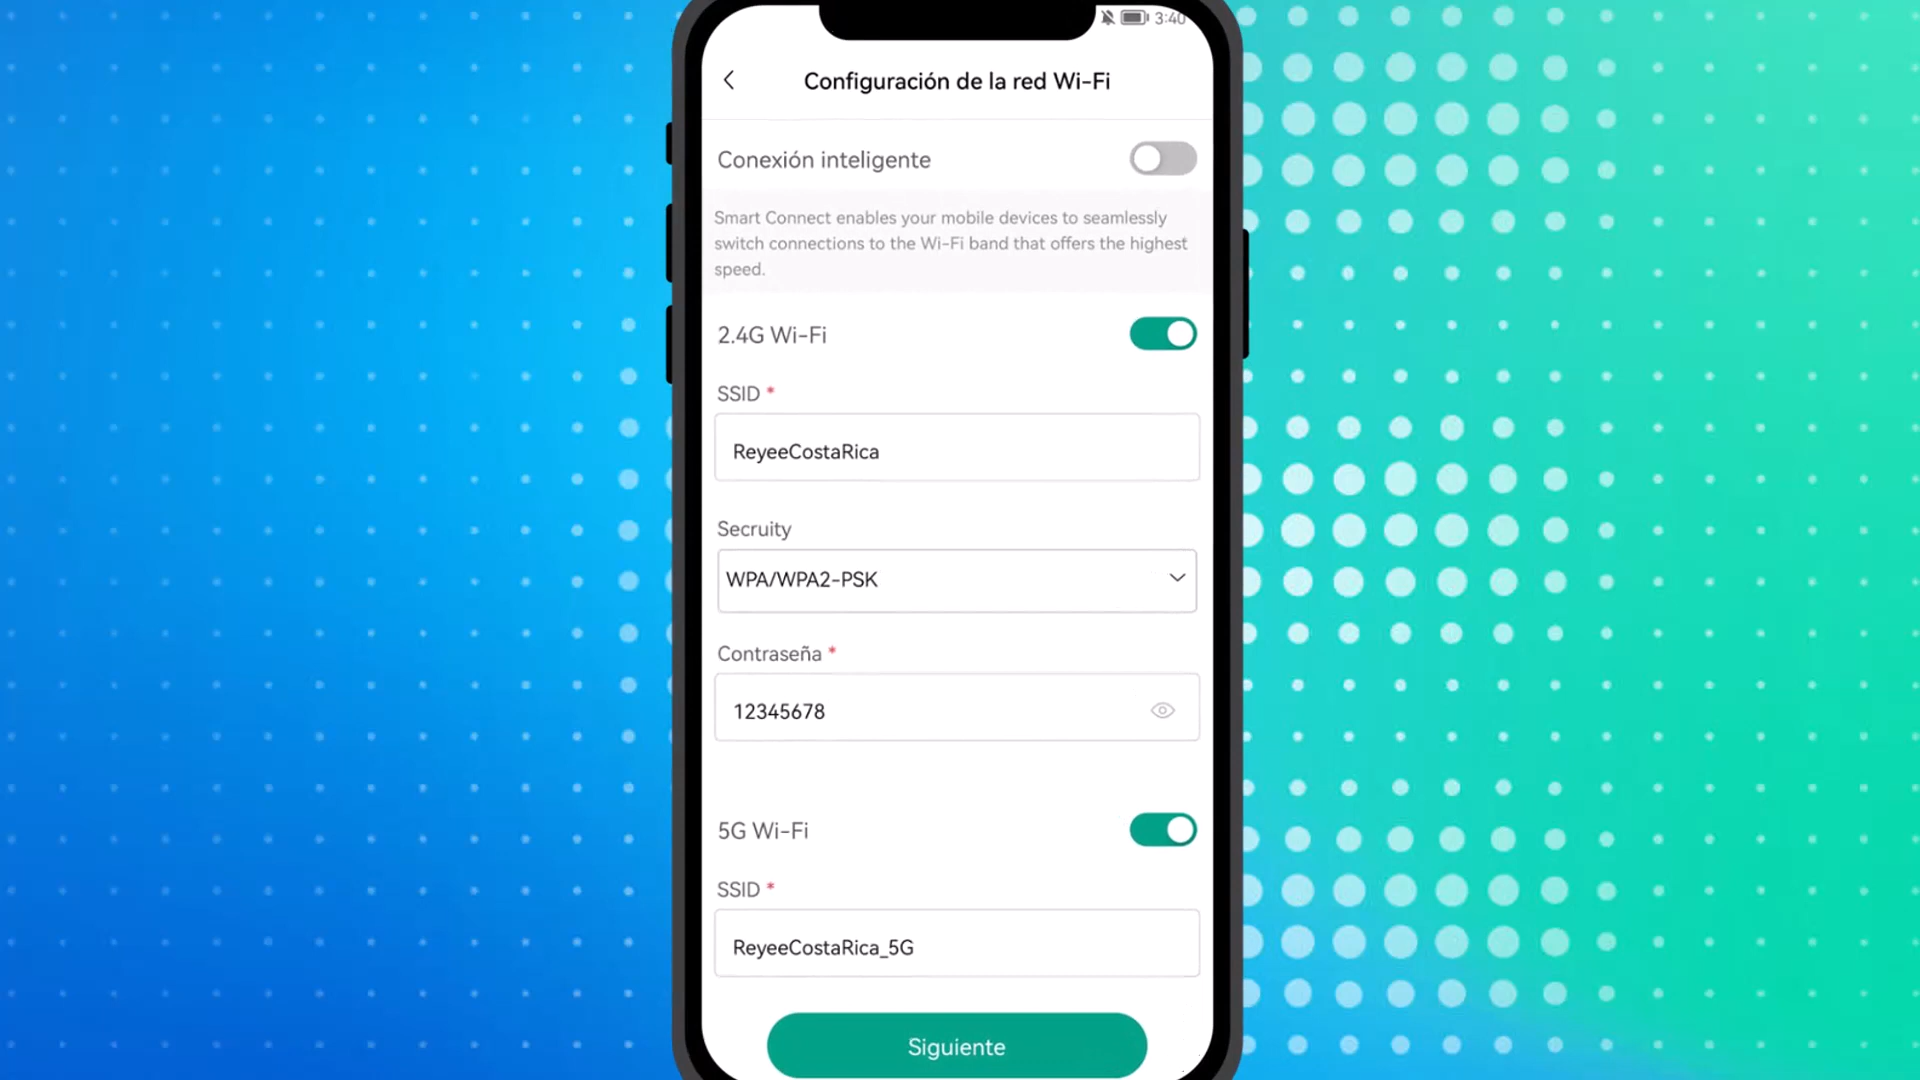 3:40
Configuración de la red Wi-Fi
Conexión inteligente
Smart Connect enables your mobile devices to seamlessly
switch connections to the Wi-Fi band that offers the highest
speed.
2.4G Wi-Fi
SSID *
ReyeeCostaRica
Secruity
WPA/WPA2-PSK
Contraseña *
12345678
5G Wi-Fi
SSID *
ReyeeCostaRica_5G
Siguiente